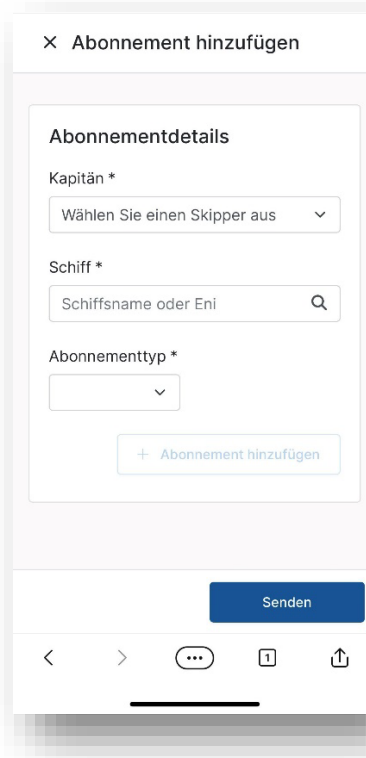 × Abonnement hinzufügen
Abonnementdetails
Kapitän *
Wählen Sie einen Skipper aus
Schiff *
Schiffsname oder Eni
Abonnementtyp *
+ Abonnement hinzufügen
Senden
1